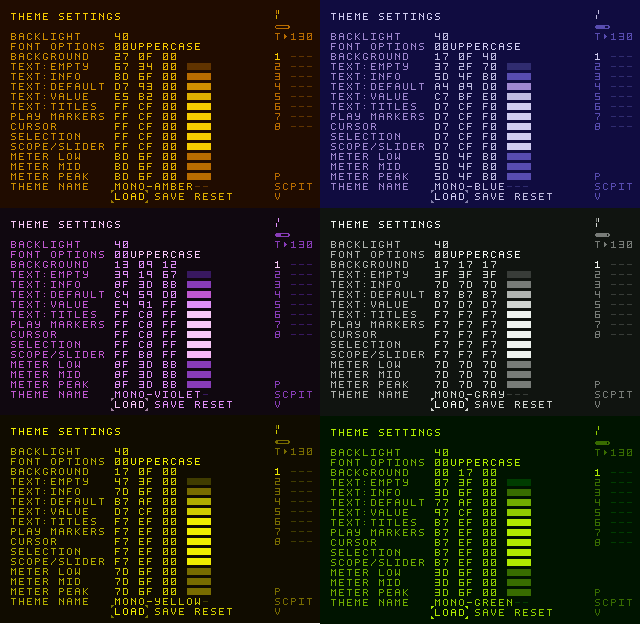 THEME SETTINGS
BACKLIGHT 40 T▸130
FONT OPTIONS 00UPPERCASE
BACKGROUND 27 0F 00 1 ---
TEXT:EMPTY 67 34 00 2 ---
TEXT:INFO BD 6F 00 3 ---
TEXT:DEFAULT D7 93 00 4 ---
TEXT:VALUE E5 B2 00 5 ---
TEXT:TITLES FF CF 00 6 ---
PLAY MARKERS FF CF 00 7 ---
CURSOR FF CF 00 8 ---
SELECTION FF CF 00
SCOPE/SLIDER FF CF 00
METER LOW BD 6F 00
METER MID BD 6F 00
METER PEAK BD 6F 00 P
THEME NAME MONO-AMBER-- SCPIT
LOAD SAVE RESET V
THEME SETTINGS
BACKLIGHT 40 T▸130
FONT OPTIONS 00UPPERCASE
BACKGROUND 17 0F 40 1 ---
TEXT:EMPTY 37 2F 70 2 ---
TEXT:INFO 5D 4F B0 3 ---
TEXT:DEFAULT A4 89 D0 4 ---
TEXT:VALUE C7 BF E0 5 ---
TEXT:TITLES D7 CF F0 6 ---
PLAY MARKERS D7 CF F0 7 ---
CURSOR D7 CF F0 8 ---
SELECTION D7 CF F0
SCOPE/SLIDER D7 CF F0
METER LOW 5D 4F B0
METER MID 5D 4F B0
METER PEAK 5D 4F B0 P
THEME NAME MONO-BLUE--- SCPIT
LOAD SAVE RESET V
THEME SETTINGS
BACKLIGHT 40 T▸130
FONT OPTIONS 00UPPERCASE
BACKGROUND 13 09 12 1 ---
TEXT:EMPTY 39 19 67 2 ---
TEXT:INFO 8F 3D BB 3 ---
TEXT:DEFAULT C4 59 D0 4 ---
TEXT:VALUE E4 91 FF 5 ---
TEXT:TITLES FF C8 FF 6 ---
PLAY MARKERS FF C8 FF 7 ---
CURSOR FF C8 FF 8 ---
SELECTION FF C8 FF
SCOPE/SLIDER FF B8 FF
METER LOW 8F 3D BB
METER MID 8F 3D BB
METER PEAK 8F 3D BB P
THEME NAME MONO-VIOLET- SCPIT
LOAD SAVE RESET V
THEME SETTINGS
BACKLIGHT 40 T▸130
FONT OPTIONS 00UPPERCASE
BACKGROUND 17 17 17 1 ---
TEXT:EMPTY 3F 3F 3F 2 ---
TEXT:INFO 7D 7D 7D 3 ---
TEXT:DEFAULT B7 B7 B7 4 ---
TEXT:VALUE D7 D7 D7 5 ---
TEXT:TITLES F7 F7 F7 6 ---
PLAY MARKERS F7 F7 F7 7 ---
CURSOR F7 F7 F7 8 ---
SELECTION F7 F7 F7
SCOPE/SLIDER F7 F7 F7
METER LOW 7D 7D 7D
METER MID 7D 7D 7D
METER PEAK 7D 7D 7D P
THEME NAME MONO-GRAY--- SCPIT
LOAD SAVE RESET V
THEME SETTINGS
BACKLIGHT 40 T▸130
FONT OPTIONS 00UPPERCASE
BACKGROUND 17 0F 00 1 ---
TEXT:EMPTY 47 3F 00 2 ---
TEXT:INFO 7D 6F 00 3 ---
TEXT:DEFAULT B7 AF 00 4 ---
TEXT:VALUE D7 CF 00 5 ---
TEXT:TITLES F7 EF 00 6 ---
PLAY MARKERS F7 EF 00 7 ---
CURSOR F7 EF 00 8 ---
SELECTION F7 EF 00
SCOPE/SLIDER F7 EF 00
METER LOW 7D 6F 00
METER MID 7D 6F 00
METER PEAK 7D 6F 00 P
THEME NAME MONO-YELLOW- SCPIT
LOAD SAVE RESET V
THEME SETTINGS
BACKLIGHT 40 T▸130
FONT OPTIONS 00UPPERCASE
BACKGROUND 00 17 00 1 ---
TEXT:EMPTY 07 3F 00 2 ---
TEXT:INFO 3D 6F 00 3 ---
TEXT:DEFAULT 77 AF 00 4 ---
TEXT:VALUE 97 CF 00 5 ---
TEXT:TITLES B7 EF 00 6 ---
PLAY MARKERS B7 EF 00 7 ---
CURSOR B7 EF 00 8 ---
SELECTION B7 EF 00
SCOPE/SLIDER B7 EF 00
METER LOW 3D 6F 00
METER MID 3D 6F 00
METER PEAK 3D 6F 00 P
THEME NAME MONO-GREEN-- SCPIT
LOAD SAVE RESET V